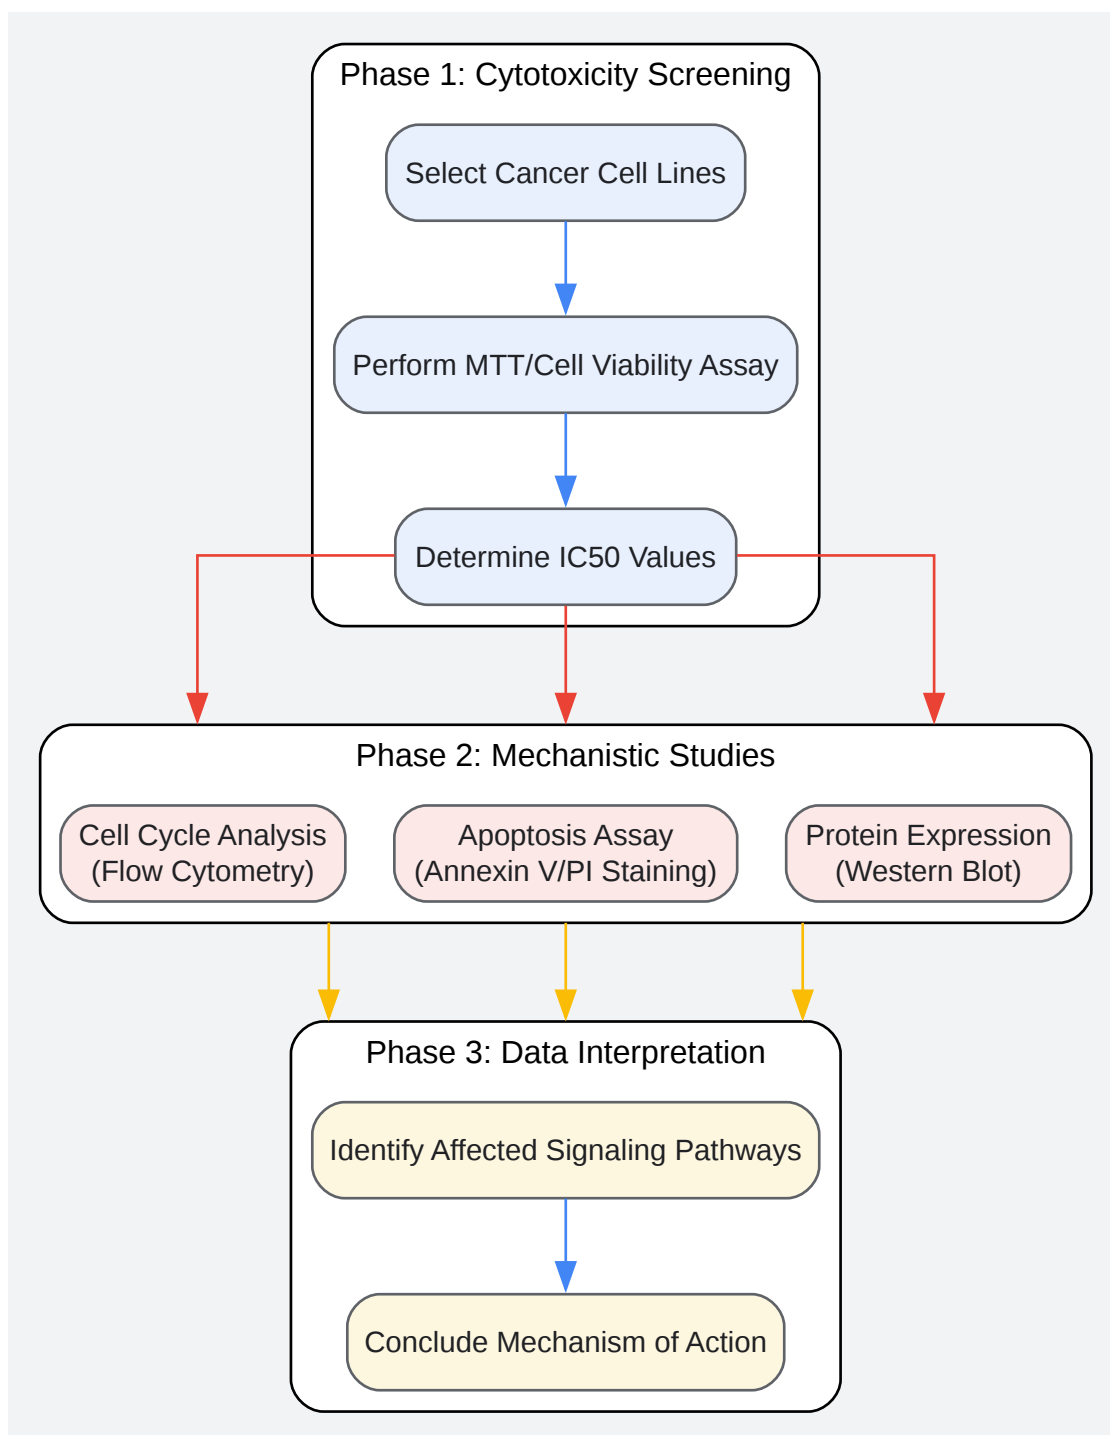 Phase 1: Cytotoxicity Screening
Select Cancer Cell Lines
Perform MTT/Cell Viability Assay
Determine IC50 Values
Phase 2: Mechanistic Studies
Cell Cycle Analysis
(Flow Cytometry)
Apoptosis Assay
(Annexin V/PI Staining)
Protein Expression
(Western Blot)
Phase 3: Data Interpretation
Identify Affected Signaling Pathways
Conclude Mechanism of Action